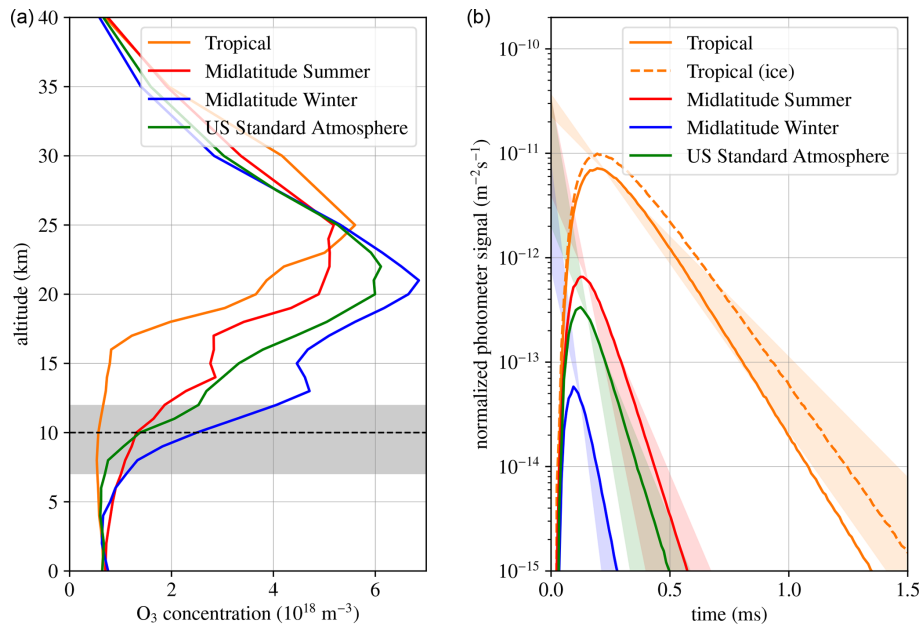 (a)
40
35
30
25
20
15
10
5
0
altitude (km)
Tropical
Midlatitude Summer
Midlatitude Winter
US Standard Atmosphere
0 2 4 6
O₃ concentration (10¹⁸ m⁻³)
(b)
10⁻¹⁰
10⁻¹¹
10⁻¹²
10⁻¹³
10⁻¹⁴
10⁻¹⁵
normalized photometer signal (m⁻²s⁻¹)
Tropical
Tropical (ice)
Midlatitude Summer
Midlatitude Winter
US Standard Atmosphere
0.0 0.5 1.0 1.5
time (ms)